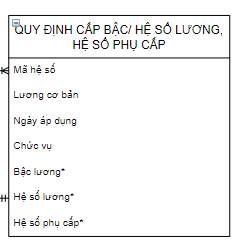 QUY ĐỊNH CẤP BẬC/ HỆ SỐ LƯƠNG,
HỆ SỐ PHỤ CẤP
Mã hệ số
Lương cơ bản
Ngày áp dụng
Chức vụ
Bậc lương*
Hệ số lương*
Hệ số phụ cấp*